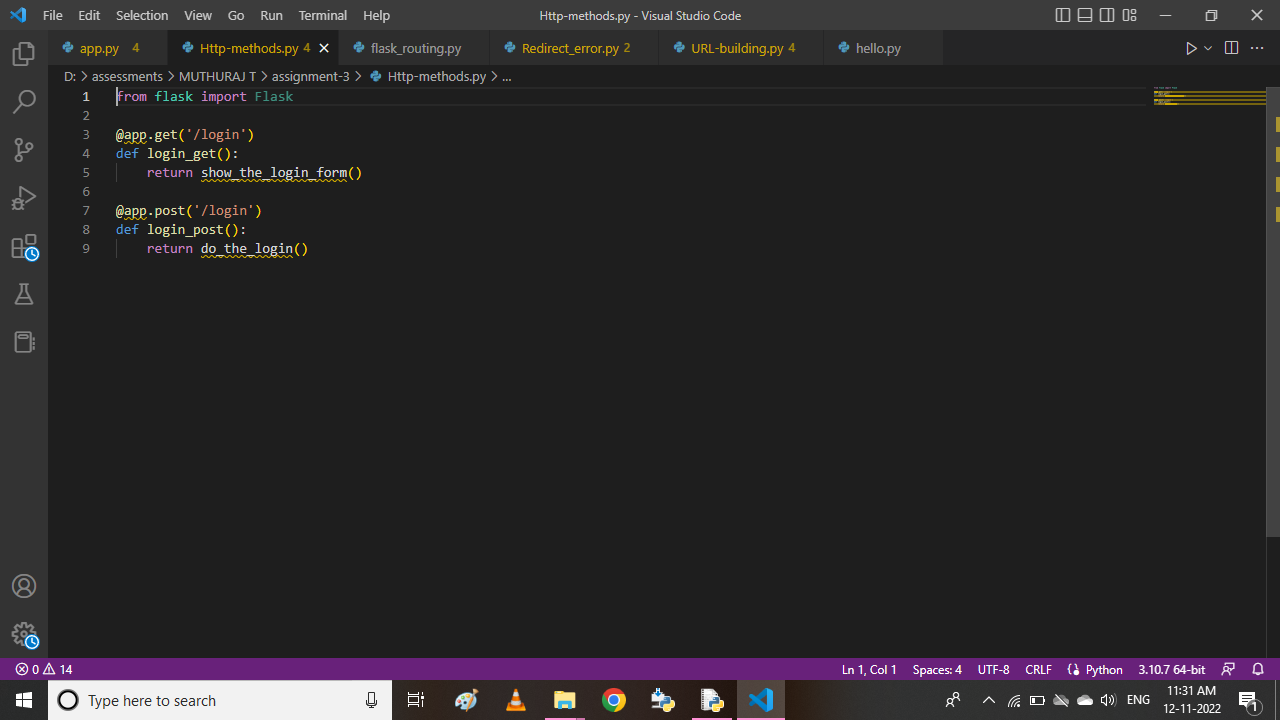 File Edit Selection View Go Run Terminal Help Http-methods.py - Visual Studio Code
app.py 4 Http-methods.py 4 flask_routing.py Redirect_error.py 2 URL-building.py 4 hello.py
D: > assessments > MUTHURAJ T > assignment-3 > Http-methods.py > ...
1 from flask import Flask
2
3 @app.get('/login')
4 def login_get():
5     return show_the_login_form()
6
7 @app.post('/login')
8 def login_post():
9     return do_the_login()
0 14 Ln 1, Col 1 Spaces: 4 UTF-8 CRLF Python 3.10.7 64-bit
Type here to search ENG 11:31 AM
12-11-2022 1